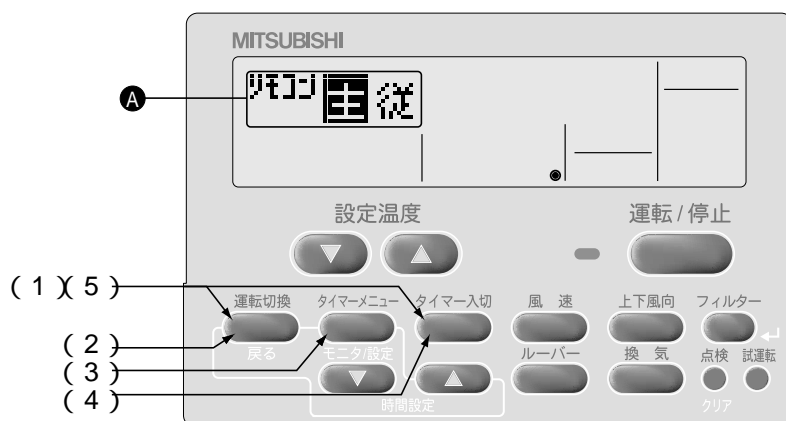 MITSUBISHI
リモコン 主 従
A
設定温度 運転/停止
(1)(5)
運転切換 タイマーメニュー タイマー入切 風 速 上下風向 フィルター
(2)
戻る モニタ/設定 ルーバー 換 気 点検 試運転
(3)
(4)
時間設定 クリア